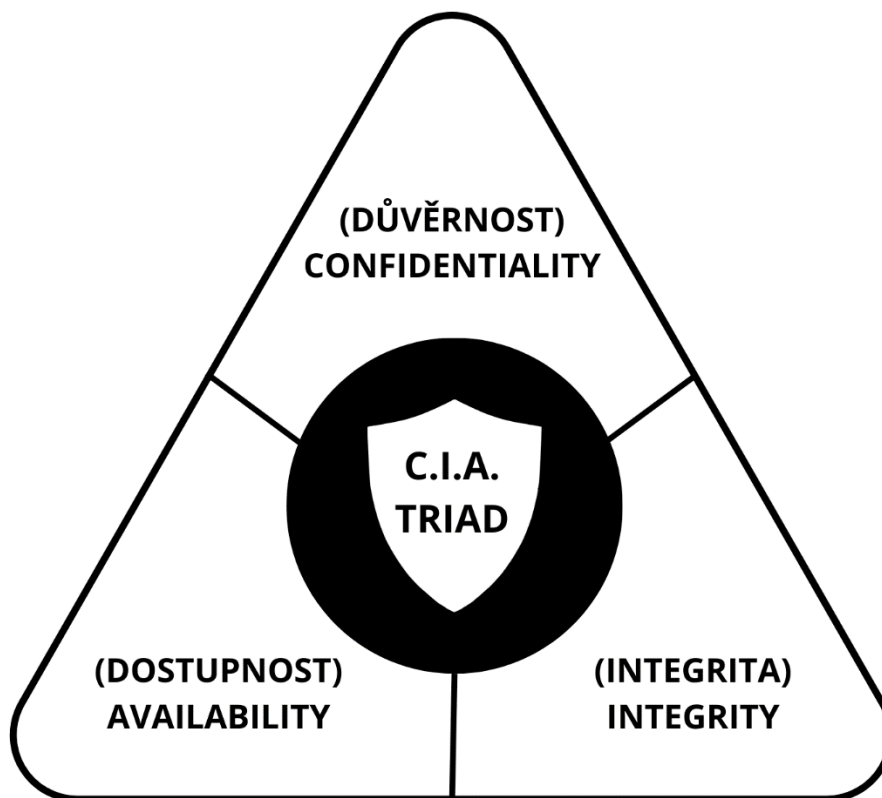 (DŮVĚRNOST)
CONFIDENTIALITY
C.I.A.
TRIAD
(DOSTUPNOST)
AVAILABILITY
(INTEGRITA)
INTEGRITY